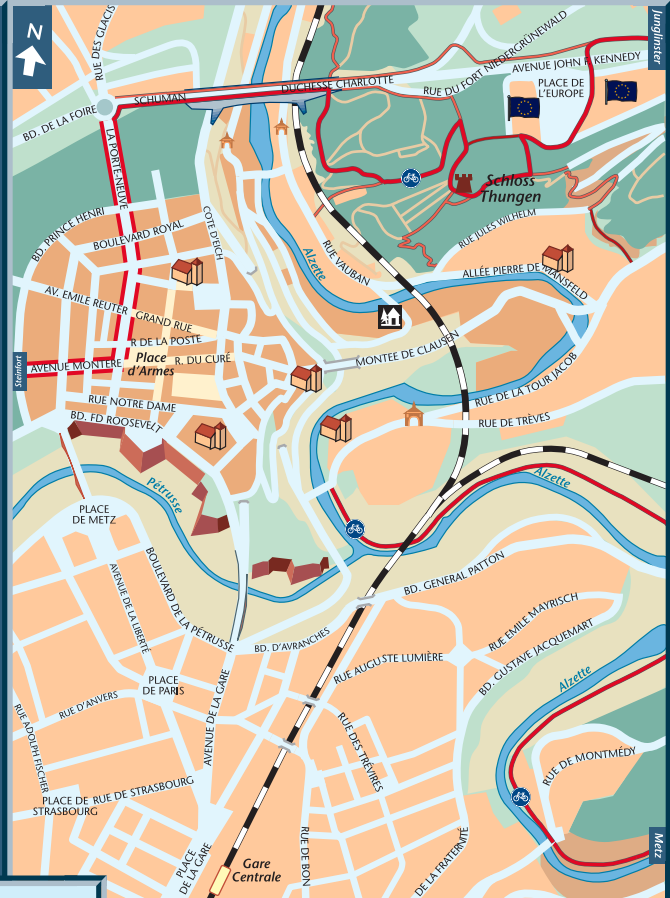 N
RUE DES GLACIS
Junglinster
RUE DU FORT NIEDERGRÜNEWALD
AVENUE JOHN F. KENNEDY
PLACE DE
L'EUROPE
DUCHESSE CHARLOTTE
SCHUMAN
BD. DE LA FOIRE
LA PORTE-NEUVE
Schloss
Thungen
BD. PRINCE HENRI
BOULEVARD ROYAL
COTE D'EICH
RUE JULES WILHELM
Alzette
RUE VAUBAN
ALLÉE PIERRE DE MANSFELD
AV. EMILE REUTER
GRAND RUE
R DE LA POSTE
Place
d'Armes
R. DU CURÉ
MONTEE DE CLAUSEN
Steinfort
AVENUE MONTERE
RUE NOTRE DAME
RUE DE LA TOUR JACOB
BD. FD ROOSEVELT
RUE DE TRÈVES
Pétrusse
Alzette
PLACE
DE METZ
AVENUE DE LA LIBERTÉ
BOULEVARD DE LA PÉTRUSSE
BD. GENERAL PATTON
RUE EMILE MAYRISCH
BD. D'AVRANCHES
BD. GUSTAVE JACQUEMART
RUE AUGUSTE LUMIÈRE
Alzette
PLACE
DE PARIS
RUE D'ANVERS
AVENUE DE LA GARE
RUE ADOLPH FISCHER
RUE DES TRÉVIRES
RUE DE MONTMÉDY
PLACE DE
STRASBOURG
RUE DE STRASBOURG
PLACE
DE LA GARE
Gare
Centrale
RUE DE BON
DE LA FRATERNITÉ
Metz